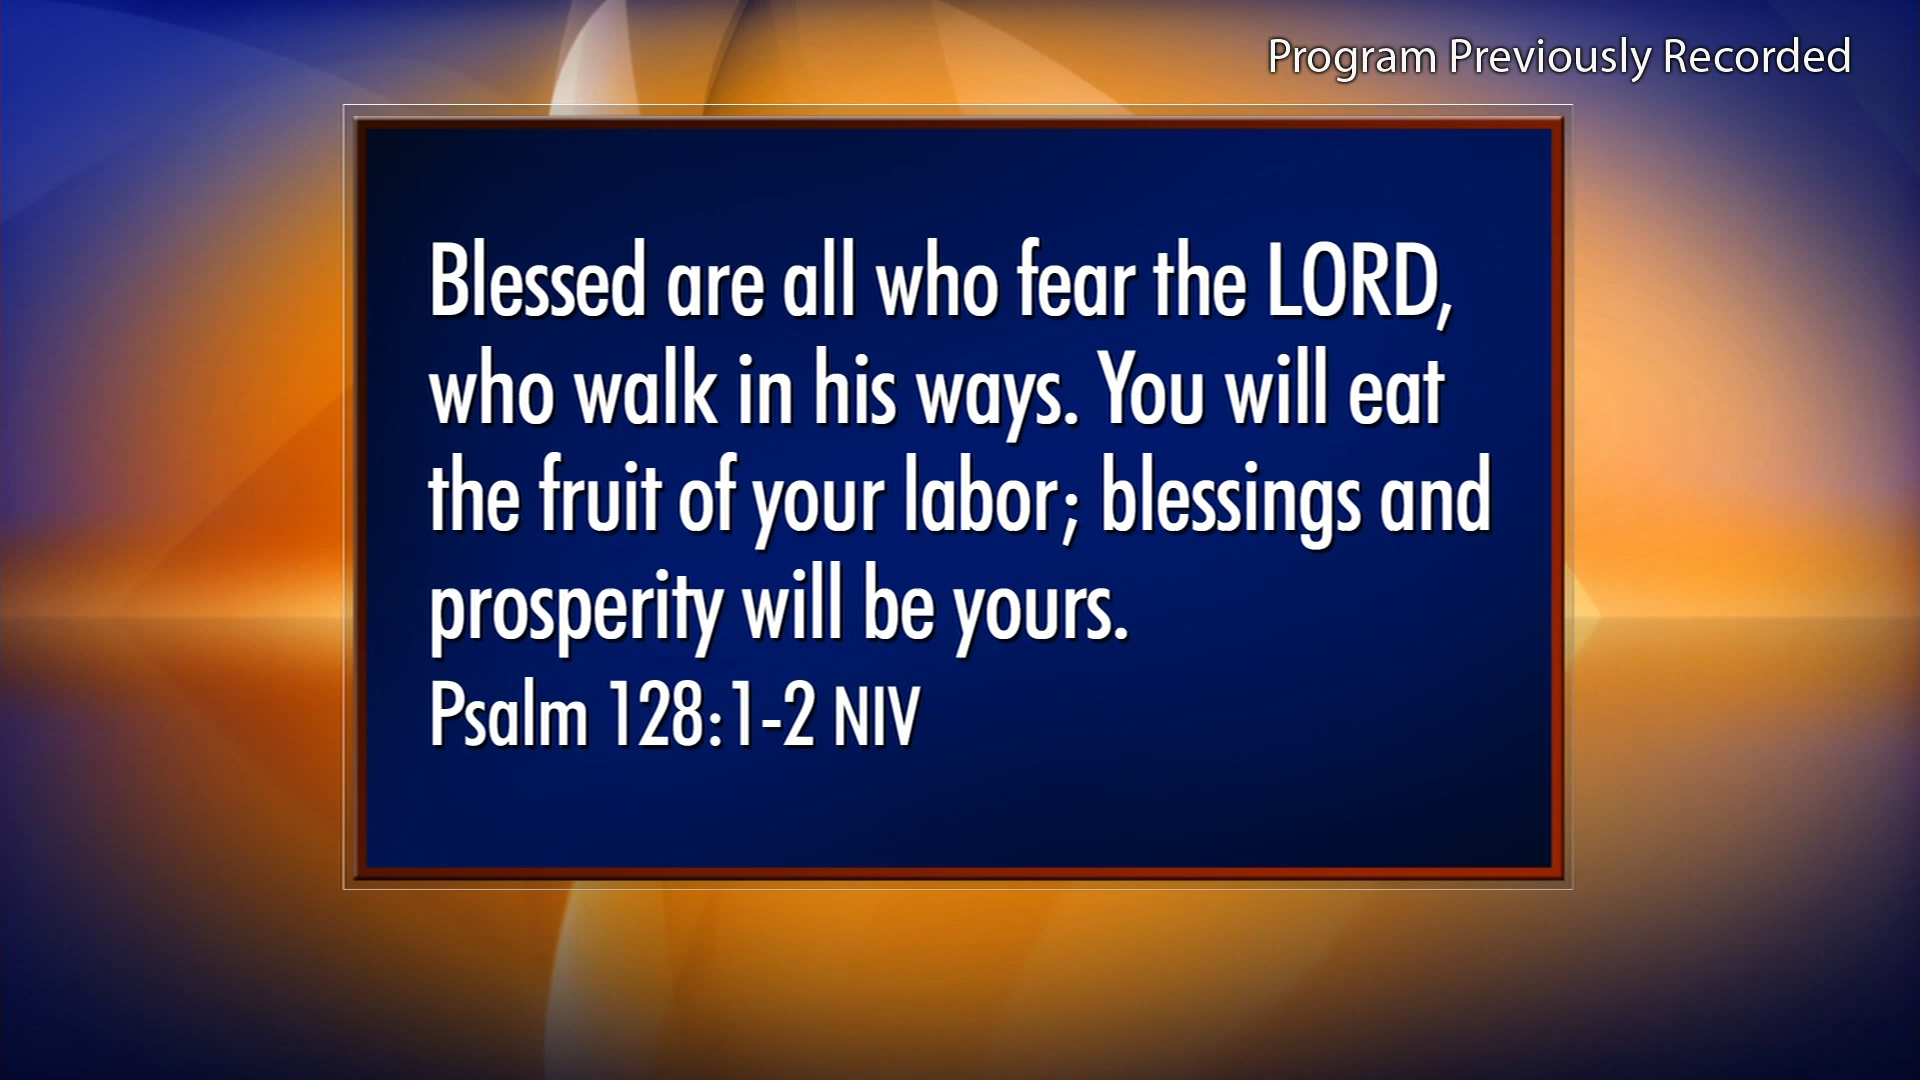 Program Previously Recorded
Blessed are all who fear the LORD,
who walk in his ways. You will eat
the fruit of your labor; blessings and
prosperity will be yours.
Psalm 128:1-2 NIV